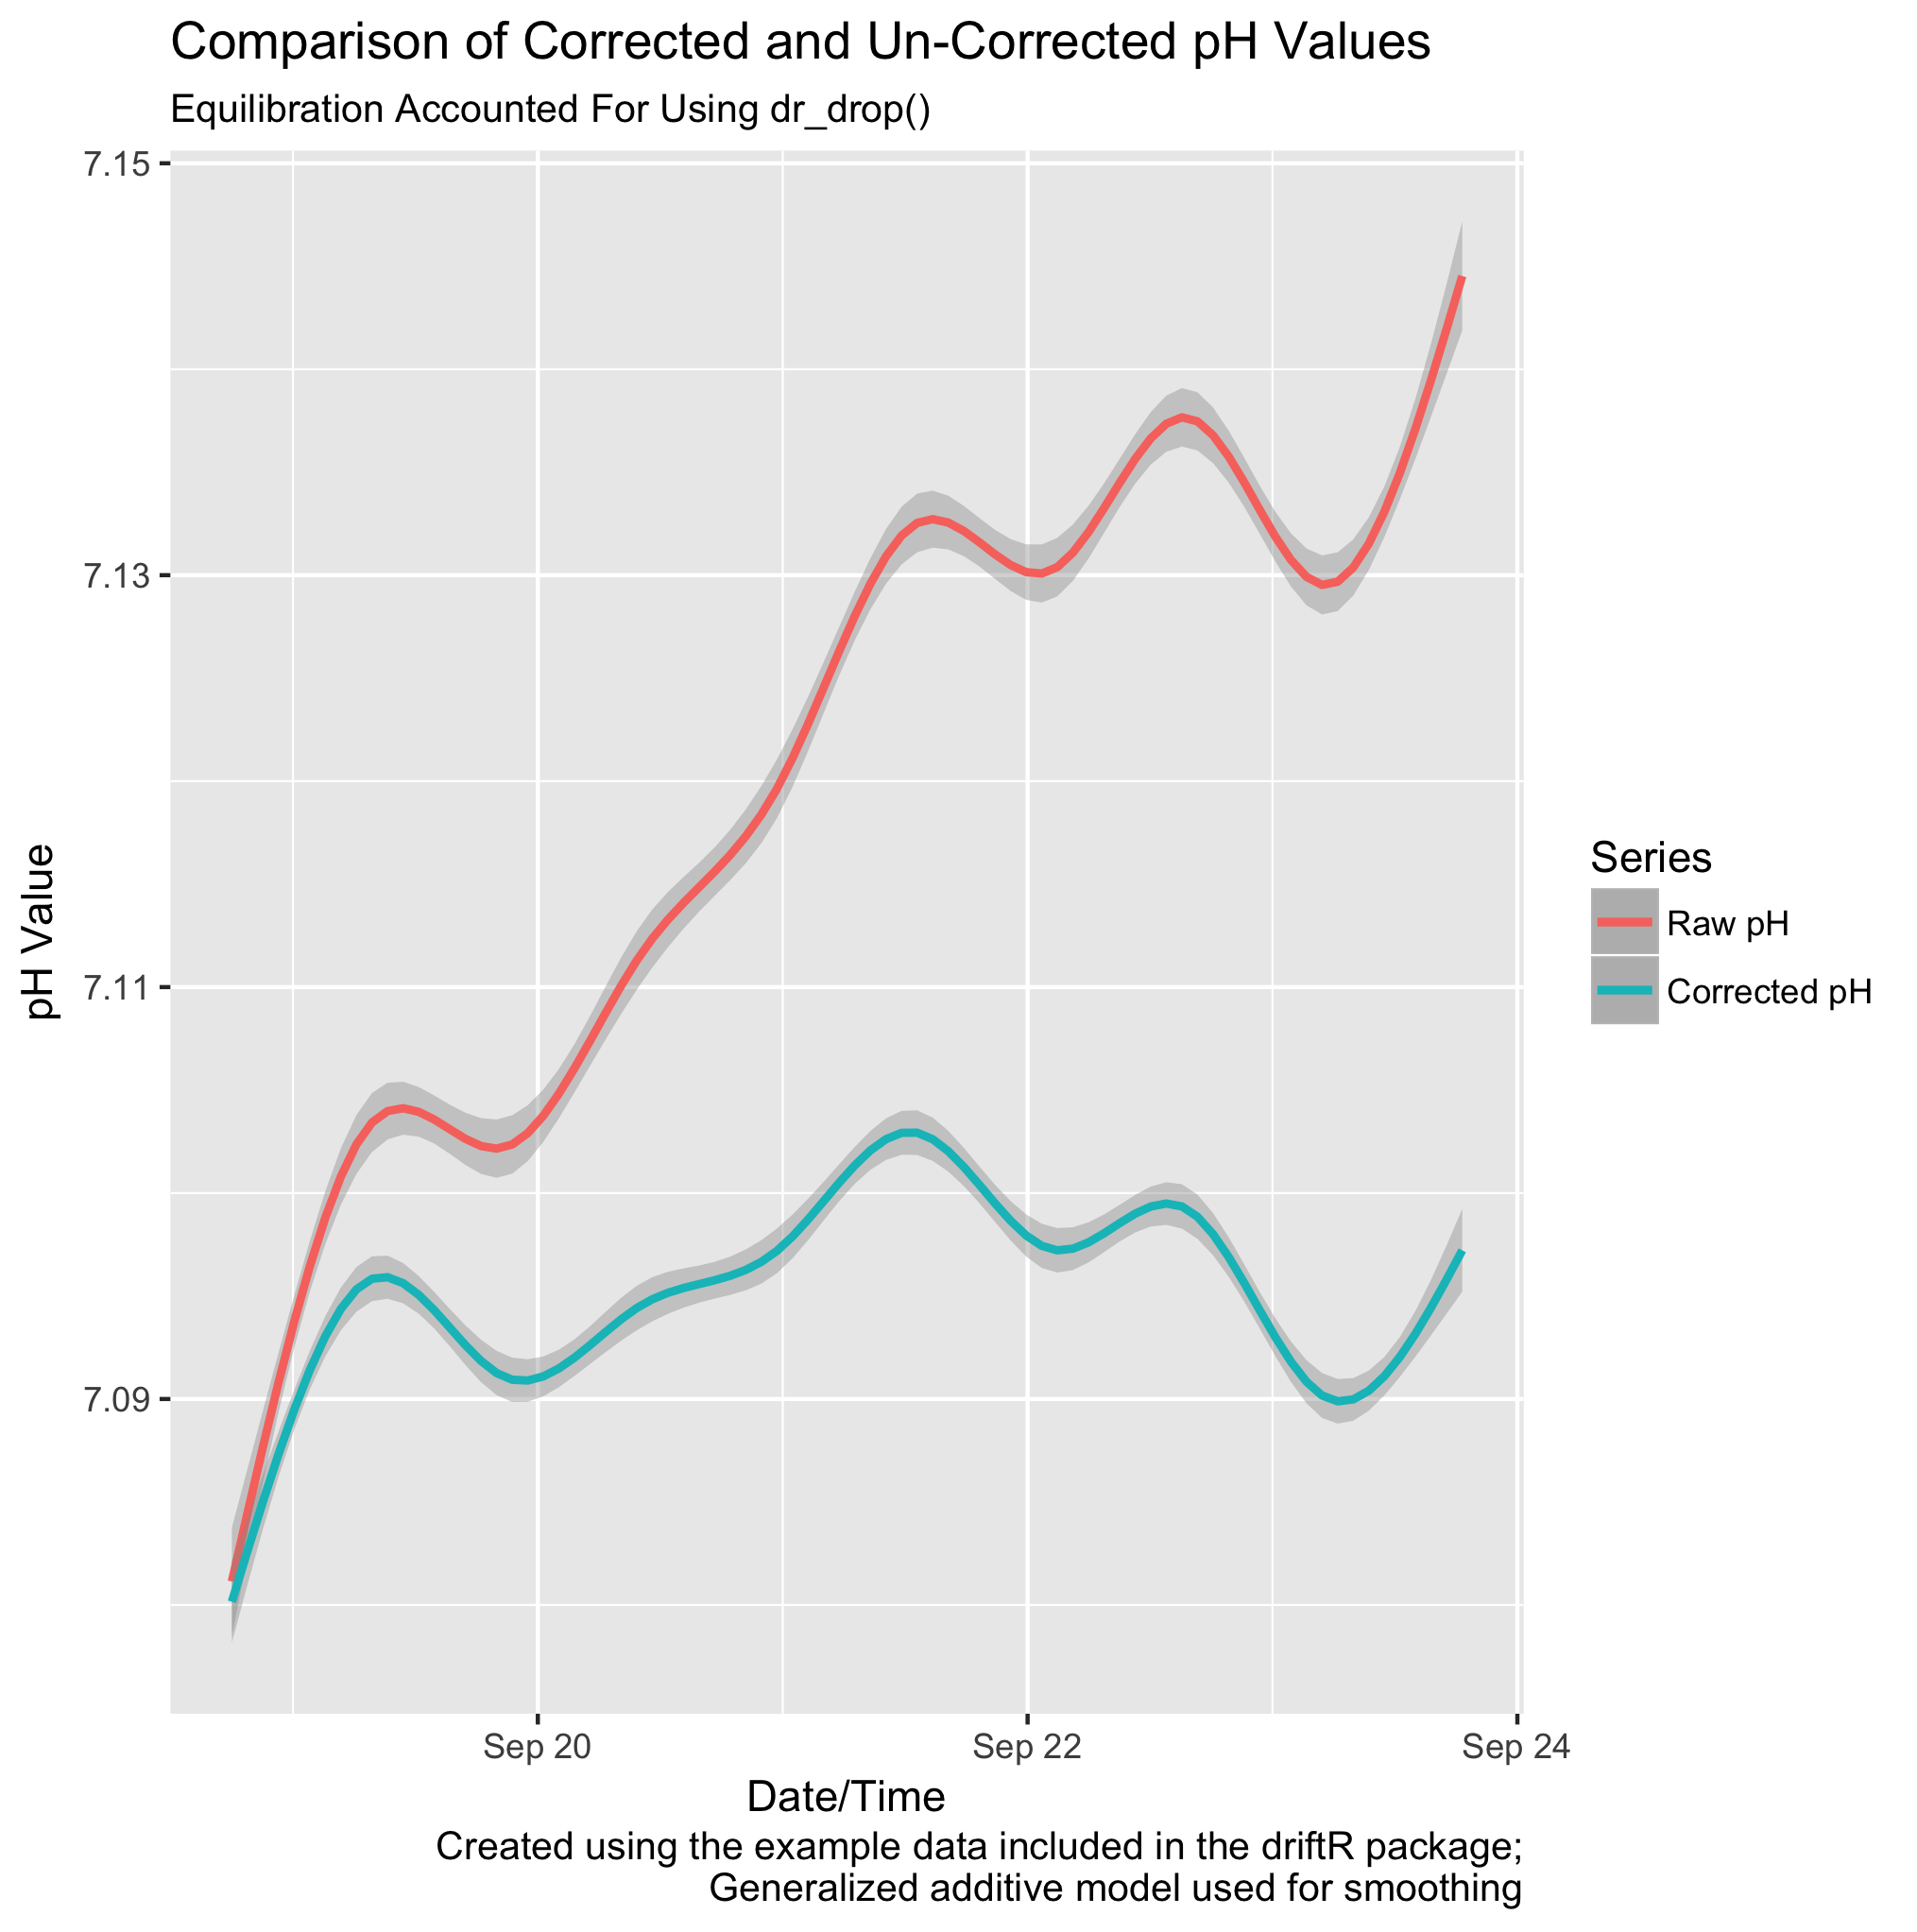 Comparison of Corrected and Un-Corrected pH Values
Equilibration Accounted For Using dr_drop()
7.15
7.13
7.11
7.09
pH Value
Sep 20
Sep 22
Sep 24
Date/Time
Series
Raw pH
Corrected pH
Created using the example data included in the driftR package;
Generalized additive model used for smoothing